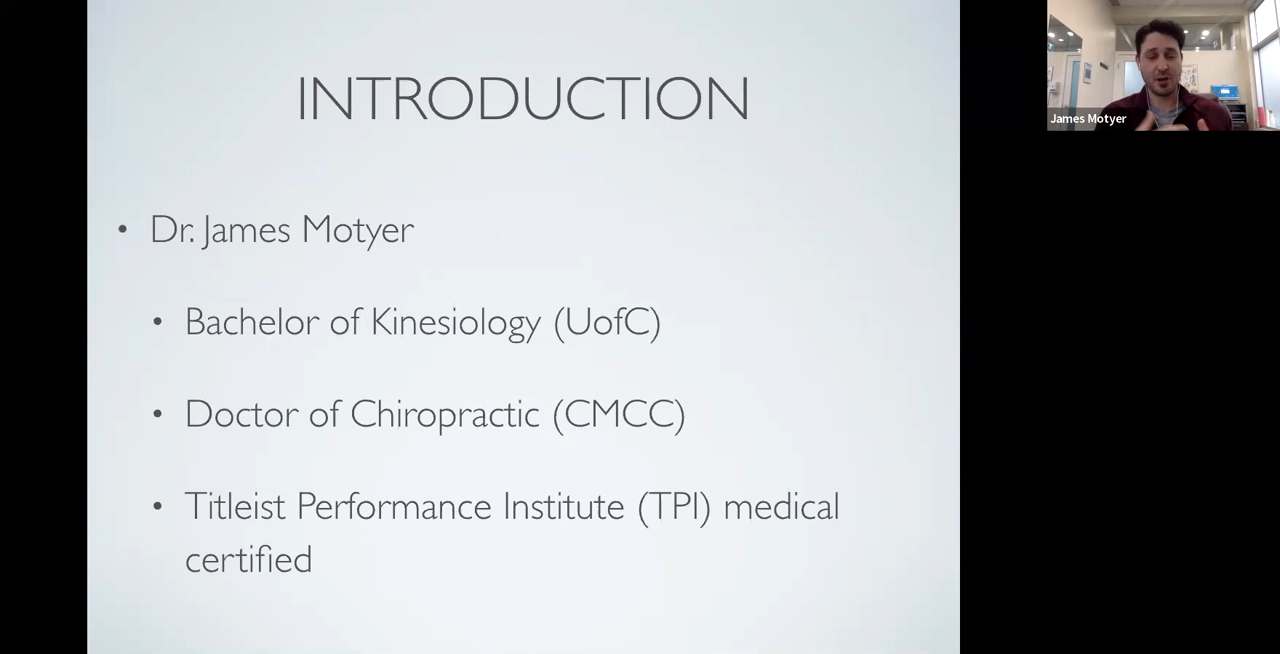 INTRODUCTION
• Dr. James Motyer
• Bachelor of Kinesiology (UofC)
• Doctor of Chiropractic (CMCC)
• Titleist Performance Institute (TPI) medical
certified
James Motyer